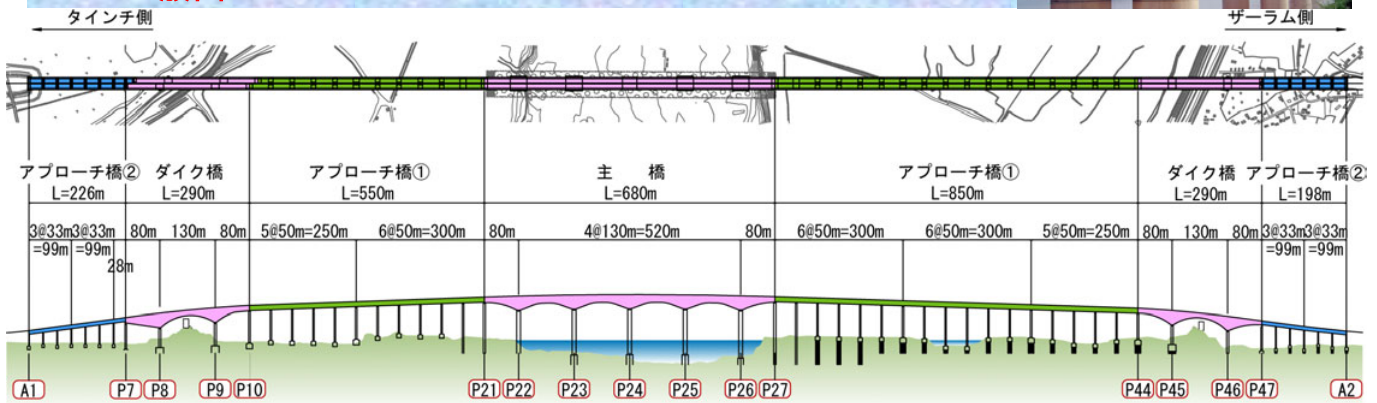 タインチ側
ザーラム側
アプローチ橋② ダイク橋 アプローチ橋① 主 橋 アプローチ橋① ダイク橋 アプローチ橋②
L=226m L=290m L=550m L=680m L=850m L=290m L=198m
3@33m 3@33m 80m 130m 80m 5@50m=250m 6@50m=300m 80m 4@130m=520m 80m 6@50m=300m 6@50m=300m 5@50m=250m 80m 130m 80m 3@33m 3@33m
=99m =99m =99m =99m
28m
A1 P7 P8 P9 P10 P21 P22 P23 P24 P25 P26 P27 P44 P45 P46 P47 A2